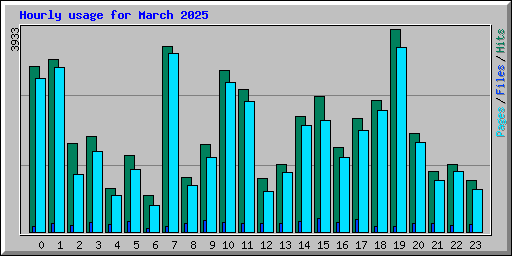 Hourly usage for March 2025
3933
Pages/Files/Hits
0 1 2 3 4 5 6 7 8 9 10 11 12 13 14 15 16 17 18 19 20 21 22 23